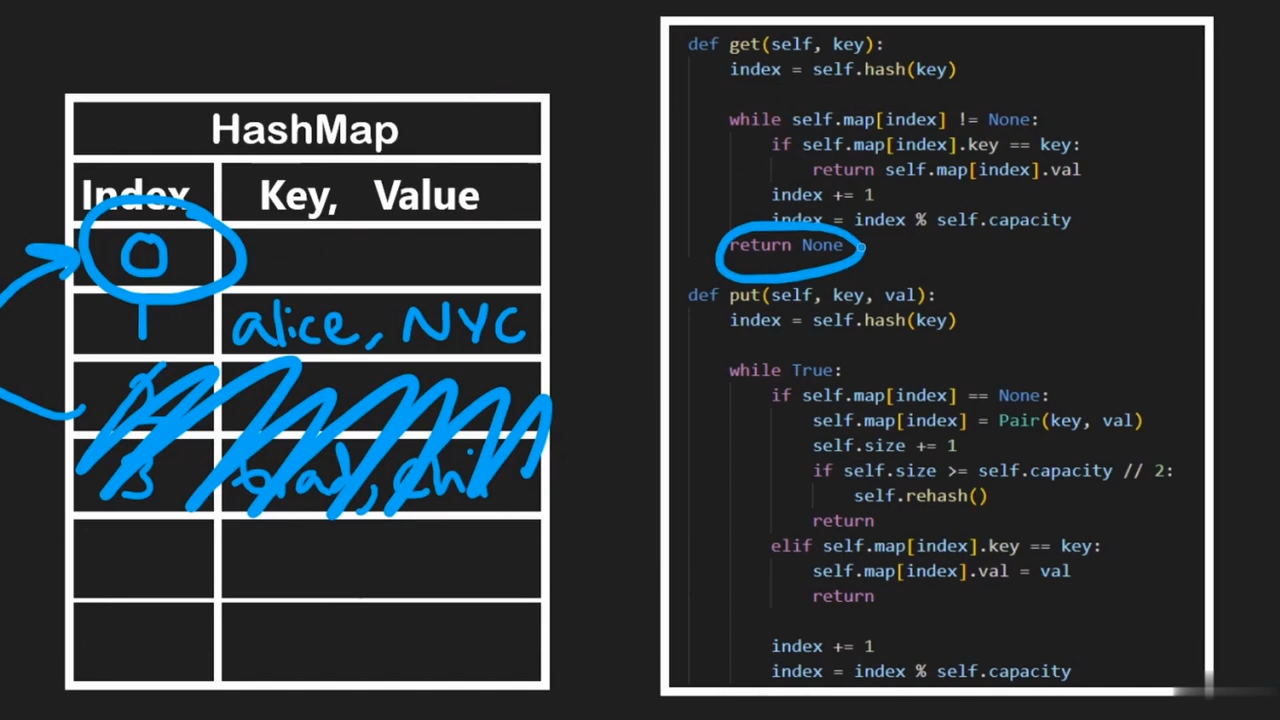 HashMap
Index Key, Value
0
1 alice, NYC
3 brad, chi
def get(self, key):
index = self.hash(key)
while self.map[index] != None:
if self.map[index].key == key:
return self.map[index].val
index += 1
index = index % self.capacity
return None
def put(self, key, val):
index = self.hash(key)
while True:
if self.map[index] == None:
self.map[index] = Pair(key, val)
self.size += 1
if self.size >= self.capacity // 2:
self.rehash()
return
elif self.map[index].key == key:
self.map[index].val = val
return
index += 1
index = index % self.capacity